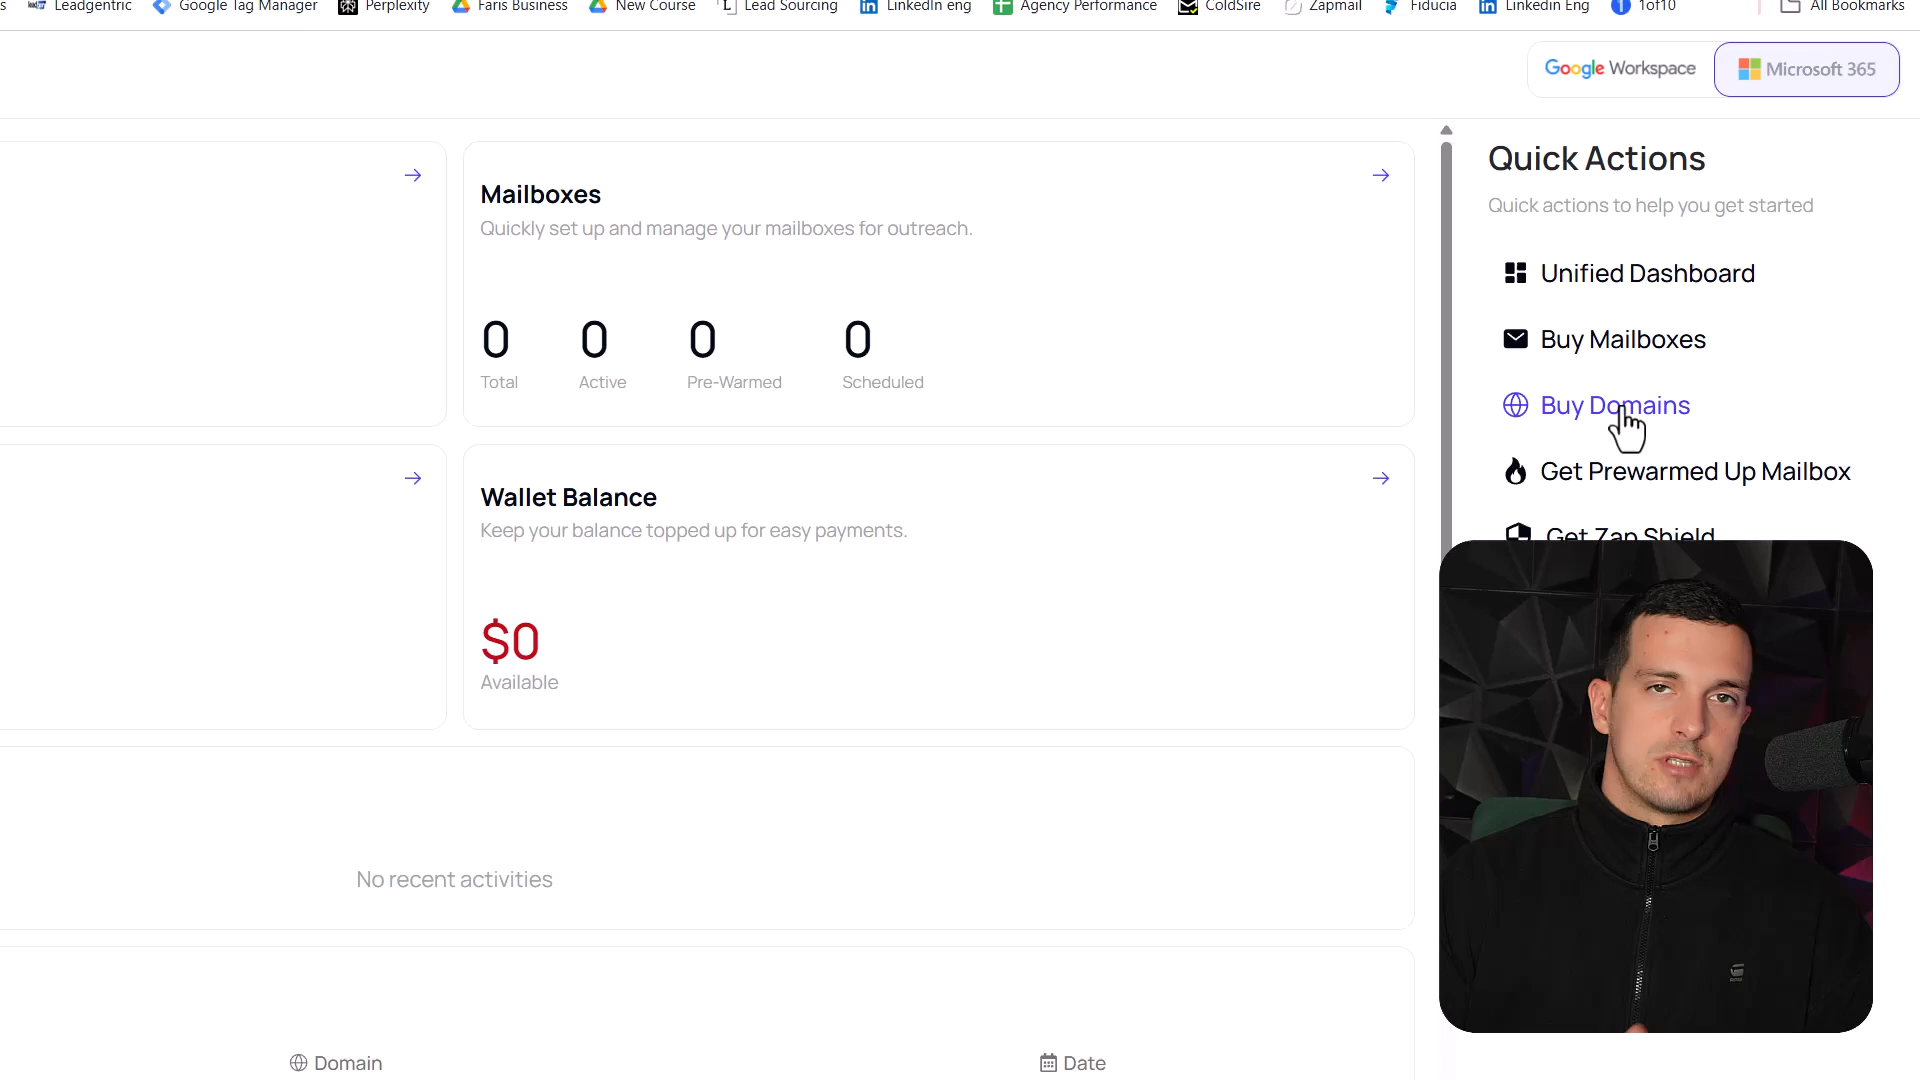 Leadgentric
Google Tag Manager
Perplexity
Faris Business
New Course
Lead Sourcing
LinkedIn eng
Agency Performance
ColdSire
Zapmail
Fiducia
Linkedin Eng
1of10
All Bookmarks
Google Workspace
Microsoft 365
Mailboxes
Quickly set up and manage your mailboxes for outreach.
0 0 0 0
Total Active Pre-Warmed Scheduled
Wallet Balance
Keep your balance topped up for easy payments.
$0
Available
No recent activities
Domain
Date
Quick Actions
Quick actions to help you get started
Unified Dashboard
Buy Mailboxes
Buy Domains
Get Prewarmed Up Mailbox
Get Zap Shield